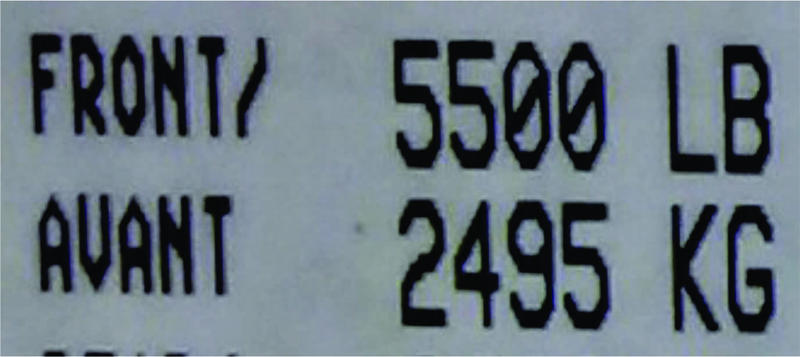 FRONT/ 5500 LB
AVANT 2495 KG